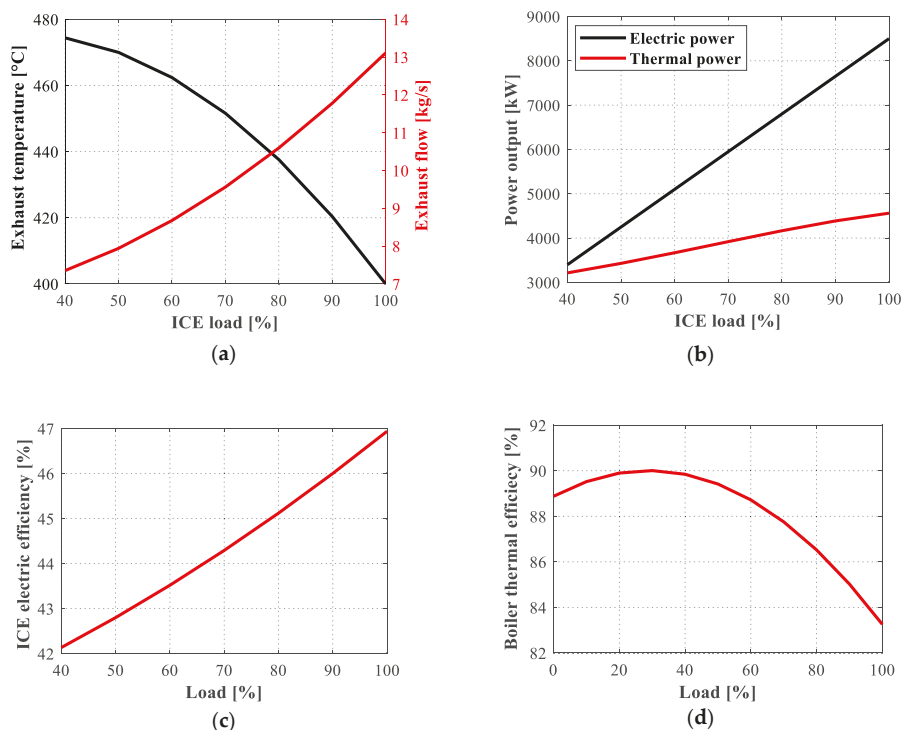 480
460
440
420
400
Exhaust temperature [°C]
14
13
12
11
10
9
8
7
Exhaust flow [kg/s]
40 50 60 70 80 90 100
ICE load [%]
(a)
9000
8000
7000
6000
5000
4000
3000
Power output [kW]
Electric power
Thermal power
40 50 60 70 80 90 100
ICE load [%]
(b)
47
46
45
44
43
42
ICE electric efficiency [%]
40 50 60 70 80 90 100
Load [%]
(c)
92
90
88
86
84
82
Boiler thermal efficiecy [%]
0 20 40 60 80 100
Load [%]
(d)